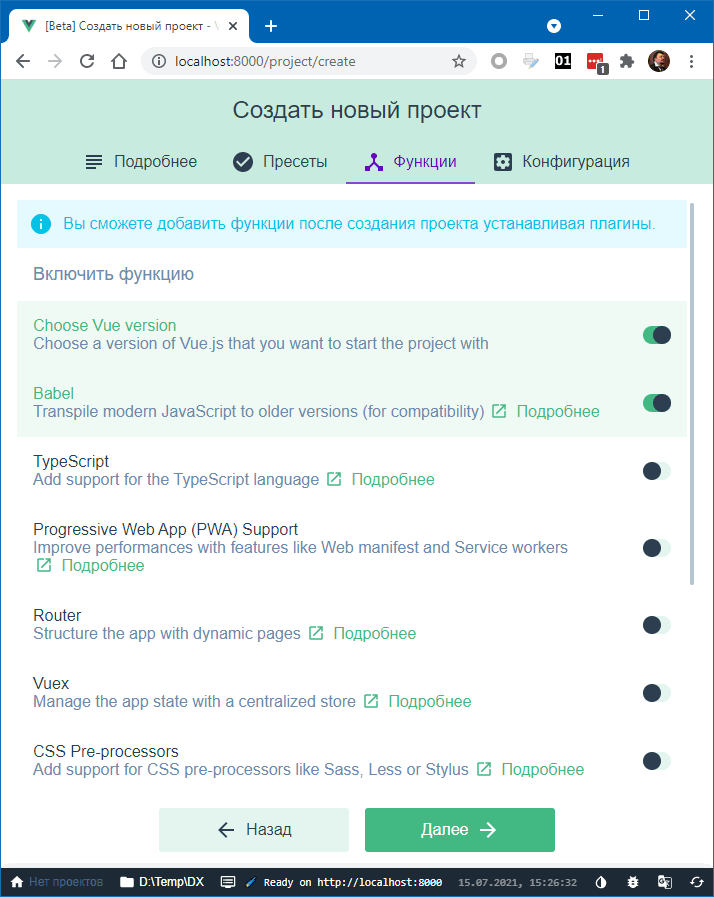 [Beta] Создать новый проект -
localhost:8000/project/create
01
1
Создать новый проект
Подробнее
Пресеты
Функции
Конфигурация
Вы сможете добавить функции после создания проекта устанавливая плагины.
Включить функцию
Choose Vue version
Choose a version of Vue.js that you want to start the project with
Babel
Transpile modern JavaScript to older versions (for compatibility) Подробнее
TypeScript
Add support for the TypeScript language Подробнее
Progressive Web App (PWA) Support
Improve performances with features like Web manifest and Service workers
Подробнее
Router
Structure the app with dynamic pages Подробнее
Vuex
Manage the app state with a centralized store Подробнее
CSS Pre-processors
Add support for CSS pre-processors like Sass, Less or Stylus Подробнее
Назад
Далее
Нет проектов D:\Temp\DX Ready on http://localhost:8000 15.07.2021, 15:26:32